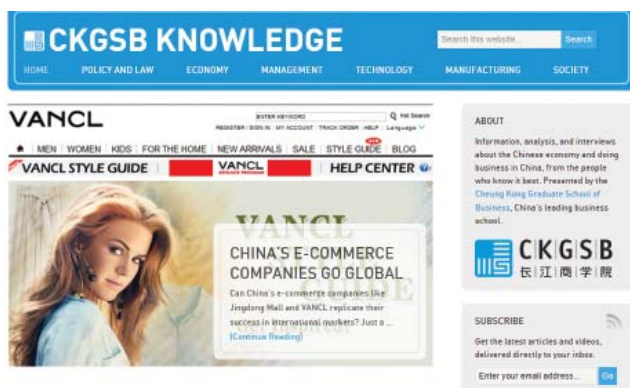 CKGSB KNOWLEDGE
Search this website...
Search
HOME POLICY AND LAW ECONOMY MANAGEMENT TECHNOLOGY MANUFACTURING SOCIETY
VANCL
ENTER KEYWORD
Hot Search
REGISTER / SIGN IN | MY ACCOUNT | TRACK ORDER | HELP | Language
MEN | WOMEN | KIDS | FOR THE HOME | NEW ARRIVALS | SALE | STYLE GUIDE | BLOG
VANCL STYLE GUIDE
VANCL
HELP CENTER
VANCL
STYLE
GUIDE
Get Inspired!
CHINA'S E-COMMERCE
COMPANIES GO GLOBAL
Can China's e-commerce companies like
Jingdong Mall and VANCL replicate their
success in international markets? Just a ...
[Continue Reading]
ABOUT
Information, analysis, and interviews
about the Chinese economy and doing
business in China, from the people
who know it best. Presented by the
Cheung Kong Graduate School of
Business, China's leading business
school.
CKGSB
长江商学院
SUBSCRIBE
Get the latest articles and videos,
delivered directly to your inbox.
Enter your email address...
Go